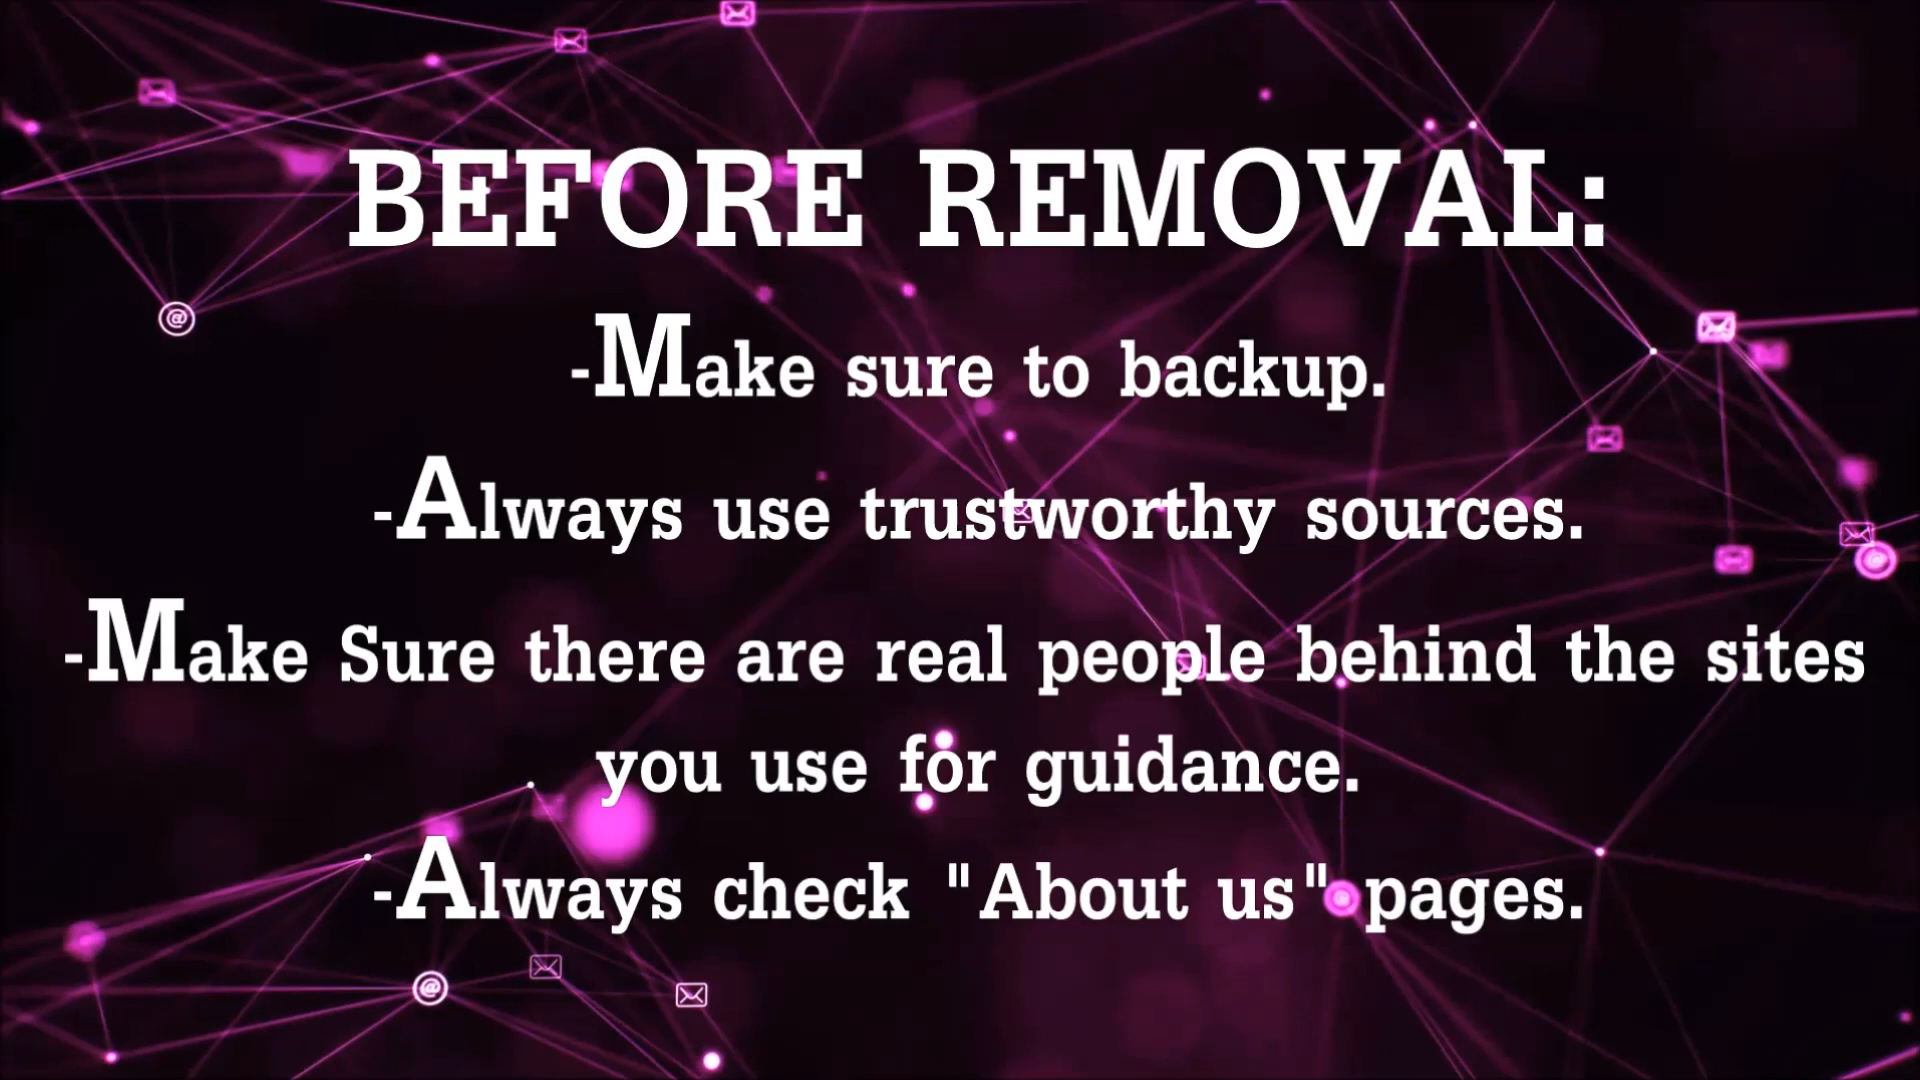 BEFORE REMOVAL:
-Make sure to backup.
-Always use trustworthy sources.
-Make Sure there are real people behind the sites
you use for guidance.
-Always check "About us" pages.